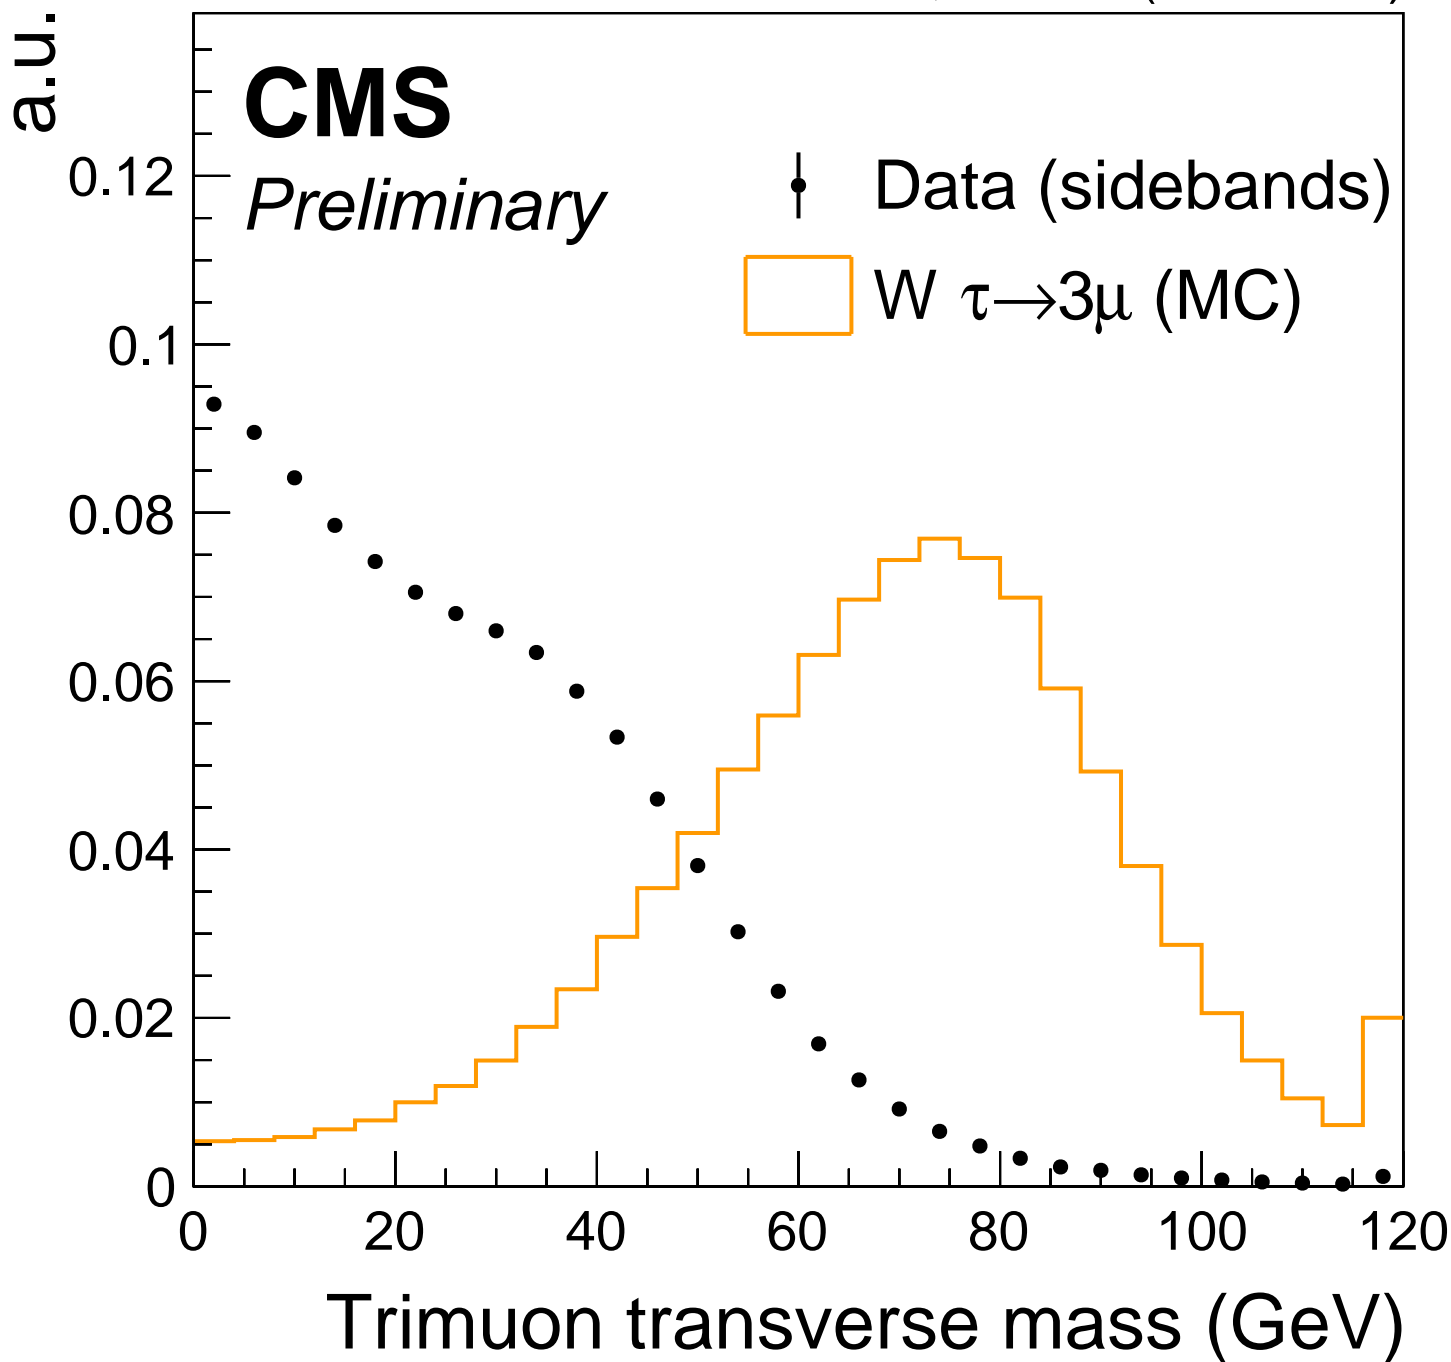 a.u.
CMS
Preliminary
Data (sidebands)
W τ→3μ (MC)
0.12
0.1
0.08
0.06
0.04
0.02
0
0 20 40 60 80 100 120
Trimuon transverse mass (GeV)